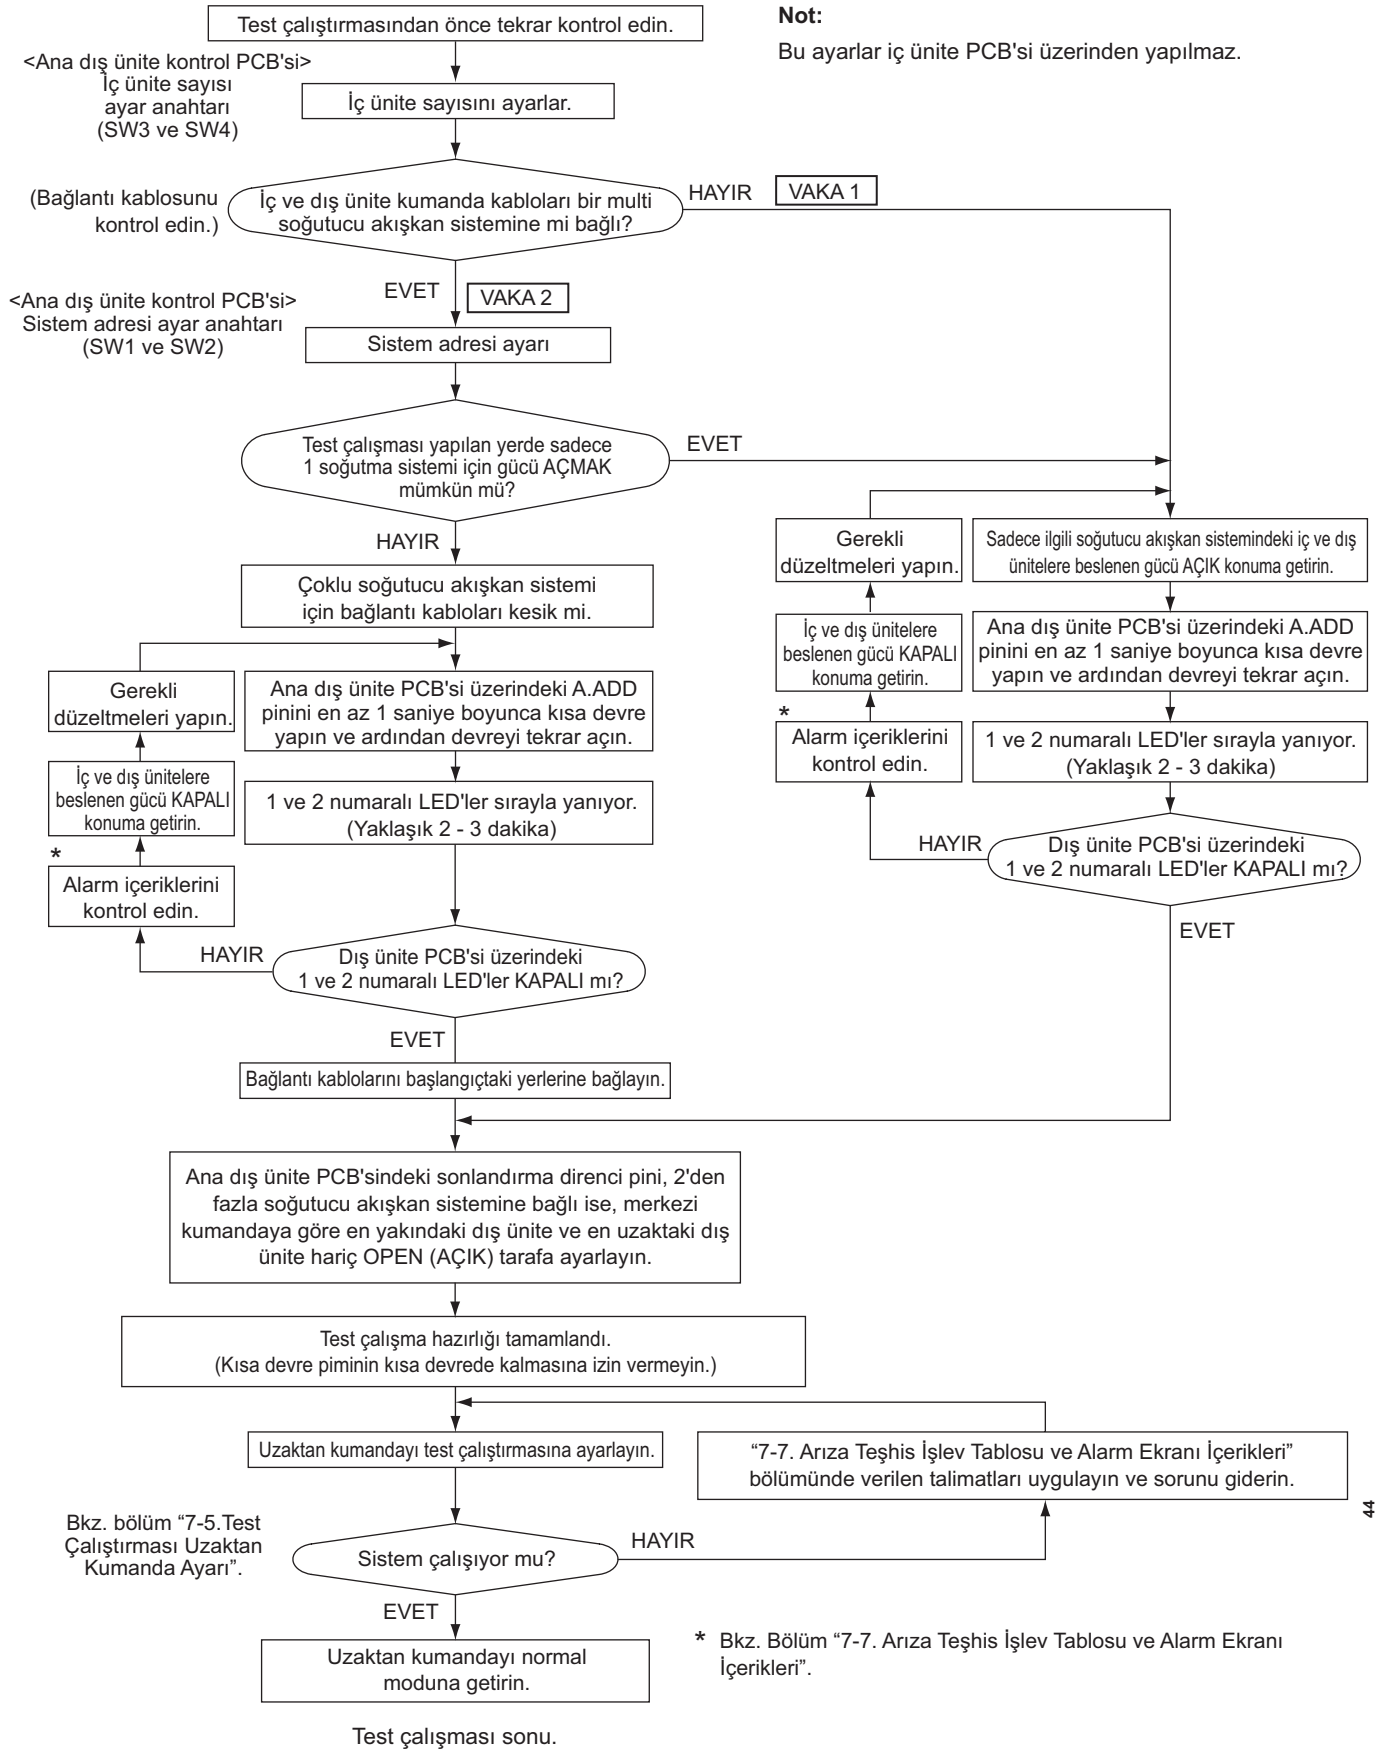 Test çalıştırmasından önce tekrar kontrol edin.
Not:
Bu ayarlar iç ünite PCB'si üzerinden yapılmaz.
<Ana dış ünite kontrol PCB'si>
İç ünite sayısı
ayar anahtarı
(SW3 ve SW4)
İç ünite sayısını ayarlar.
(Bağlantı kablosunu
kontrol edin.)
İç ve dış ünite kumanda kabloları bir multi
soğutucu akışkan sistemine mi bağlı?
HAYIR
VAKA 1
EVET
VAKA 2
<Ana dış ünite kontrol PCB'si>
Sistem adresi ayar anahtarı
(SW1 ve SW2)
Sistem adresi ayarı
Test çalışması yapılan yerde sadece
1 soğutma sistemi için gücü AÇMAK
mümkün mü?
EVET
HAYIR
Çoklu soğutucu akışkan sistemi
için bağlantı kabloları kesik mi.
Gerekli
düzeltmeleri yapın.
Sadece ilgili soğutucu akışkan sistemindeki iç ve dış
ünitelere beslenen gücü AÇIK konuma getirin.
İç ve dış ünitelere
beslenen gücü KAPALI
konuma getirin.
Ana dış ünite PCB'si üzerindeki A.ADD
pinini en az 1 saniye boyunca kısa devre
yapın ve ardından devreyi tekrar açın.
*
Alarm içeriklerini
kontrol edin.
1 ve 2 numaralı LED'ler sırayla yanıyor.
(Yaklaşık 2 - 3 dakika)
HAYIR
Dış ünite PCB'si üzerindeki
1 ve 2 numaralı LED'ler KAPALI mı?
EVET
Gerekli
düzeltmeleri yapın.
Ana dış ünite PCB'si üzerindeki A.ADD
pinini en az 1 saniye boyunca kısa devre
yapın ve ardından devreyi tekrar açın.
İç ve dış ünitelere
beslenen gücü KAPALI
konuma getirin.
1 ve 2 numaralı LED'ler sırayla yanıyor.
(Yaklaşık 2 - 3 dakika)
*
Alarm içeriklerini
kontrol edin.
HAYIR
Dış ünite PCB'si üzerindeki
1 ve 2 numaralı LED'ler KAPALI mı?
EVET
Bağlantı kablolarını başlangıçtaki yerlerine bağlayın.
Ana dış ünite PCB'sindeki sonlandırma direnci pini, 2'den
fazla soğutucu akışkan sistemine bağlı ise, merkezi
kumandaya göre en yakındaki dış ünite ve en uzaktaki dış
ünite hariç OPEN (AÇIK) tarafa ayarlayın.
Test çalışma hazırlığı tamamlandı.
(Kısa devre piminin kısa devrede kalmasına izin vermeyin.)
Uzaktan kumandayı test çalıştırmasına ayarlayın.
“7-7. Arıza Teşhis İşlev Tablosu ve Alarm Ekranı İçerikleri”
bölümünde verilen talimatları uygulayın ve sorunu giderin.
44
Bkz. bölüm “7-5.Test
Çalıştırması Uzaktan
Kumanda Ayarı”.
Sistem çalışıyor mu?
HAYIR
EVET
Uzaktan kumandayı normal
moduna getirin.
* Bkz. Bölüm “7-7. Arıza Teşhis İşlev Tablosu ve Alarm Ekranı
İçerikleri”.
Test çalışması sonu.